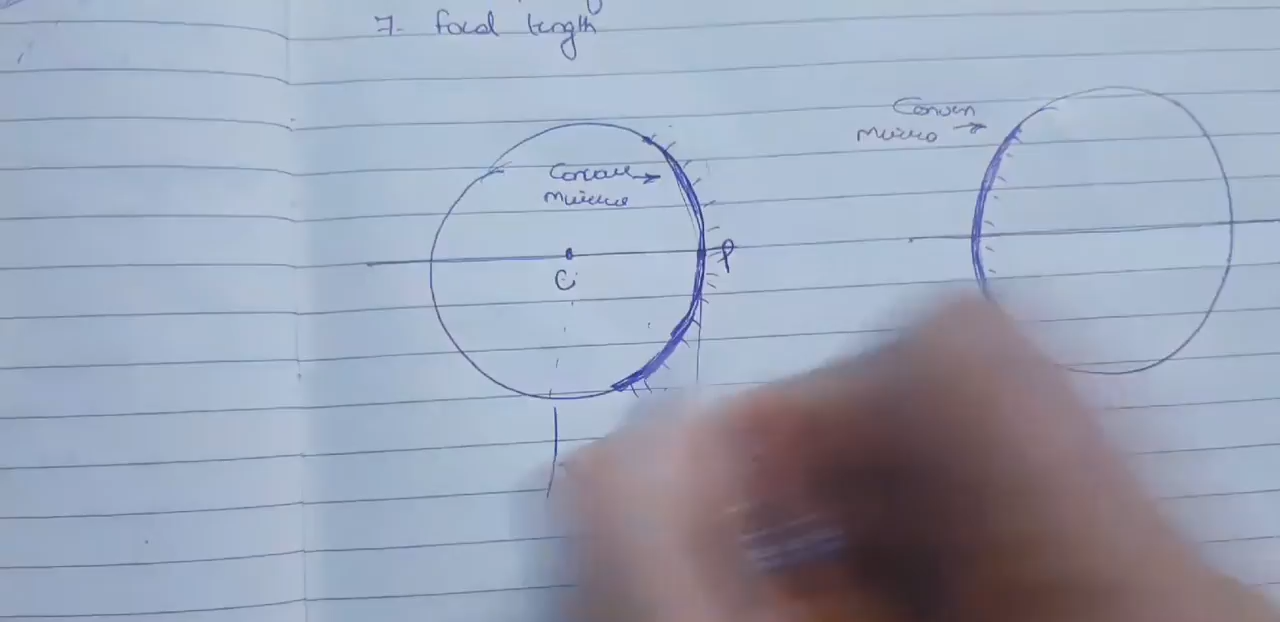 7- focal length
Concave
mirror
C
P
Convex
mirror